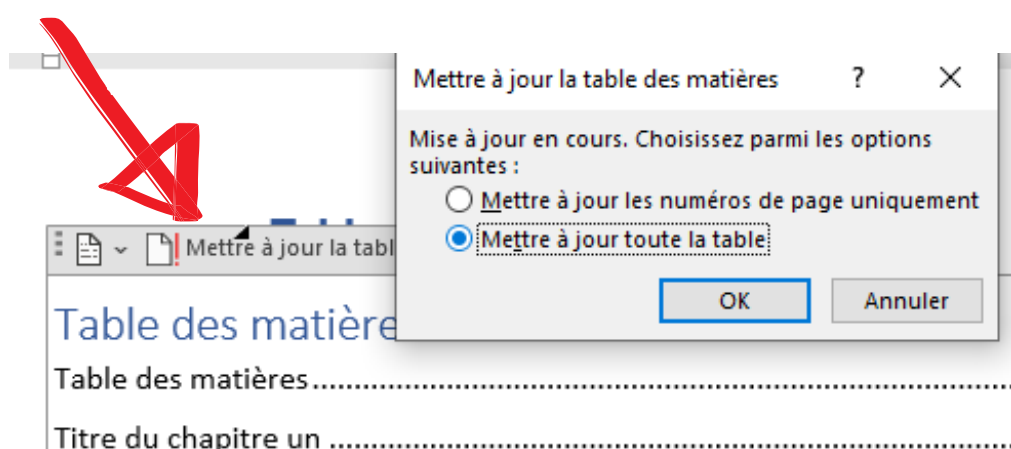 Mettre à jour la table des matières ? ×
Mise à jour en cours. Choisissez parmi les options
suivantes :
Mettre à jour les numéros de page uniquement
Mettre à jour toute la table
OK Annuler
Mettre à jour la tabl
Table des matière
Table des matières
Titre du chapitre un